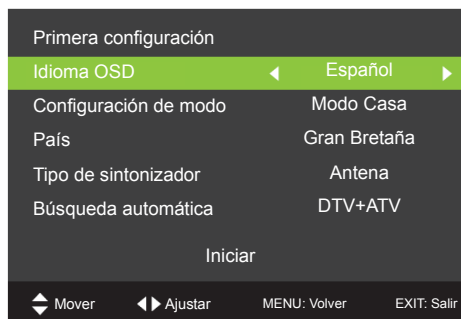 Primera configuración
Idioma OSD Español
Configuración de modo Modo Casa
País Gran Bretaña
Tipo de sintonizador Antena
Búsqueda automática DTV+ATV
Iniciar
Mover Ajustar MENU: Volver EXIT: Salir